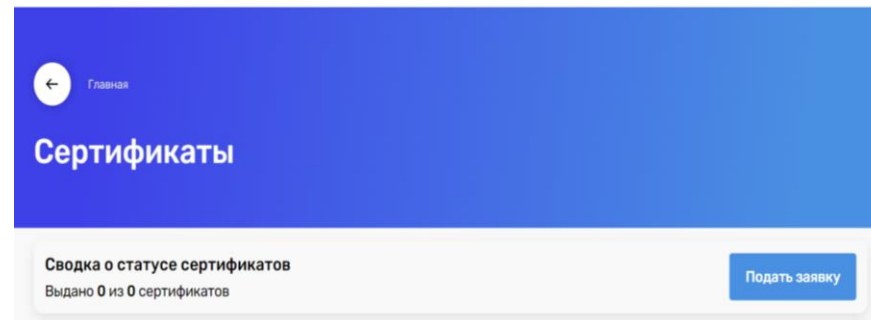 Главная
Сертификаты
Сводка о статусе сертификатов
Выдано 0 из 0 сертификатов
Подать заявку